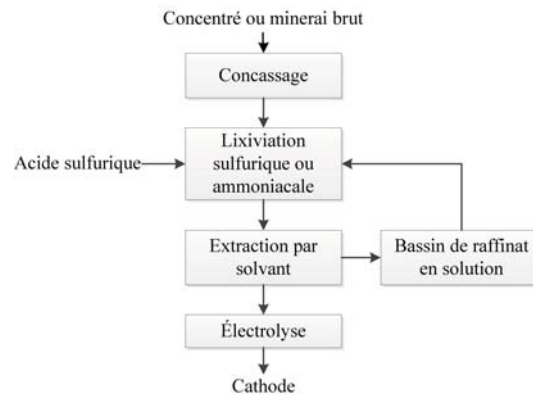 Concentré ou minerai brut
Concassage
Lixiviation
sulfurique ou
ammoniacale
Acide sulfurique
Extraction par
solvant
Bassin de raffinat
en solution
Électrolyse
Cathode